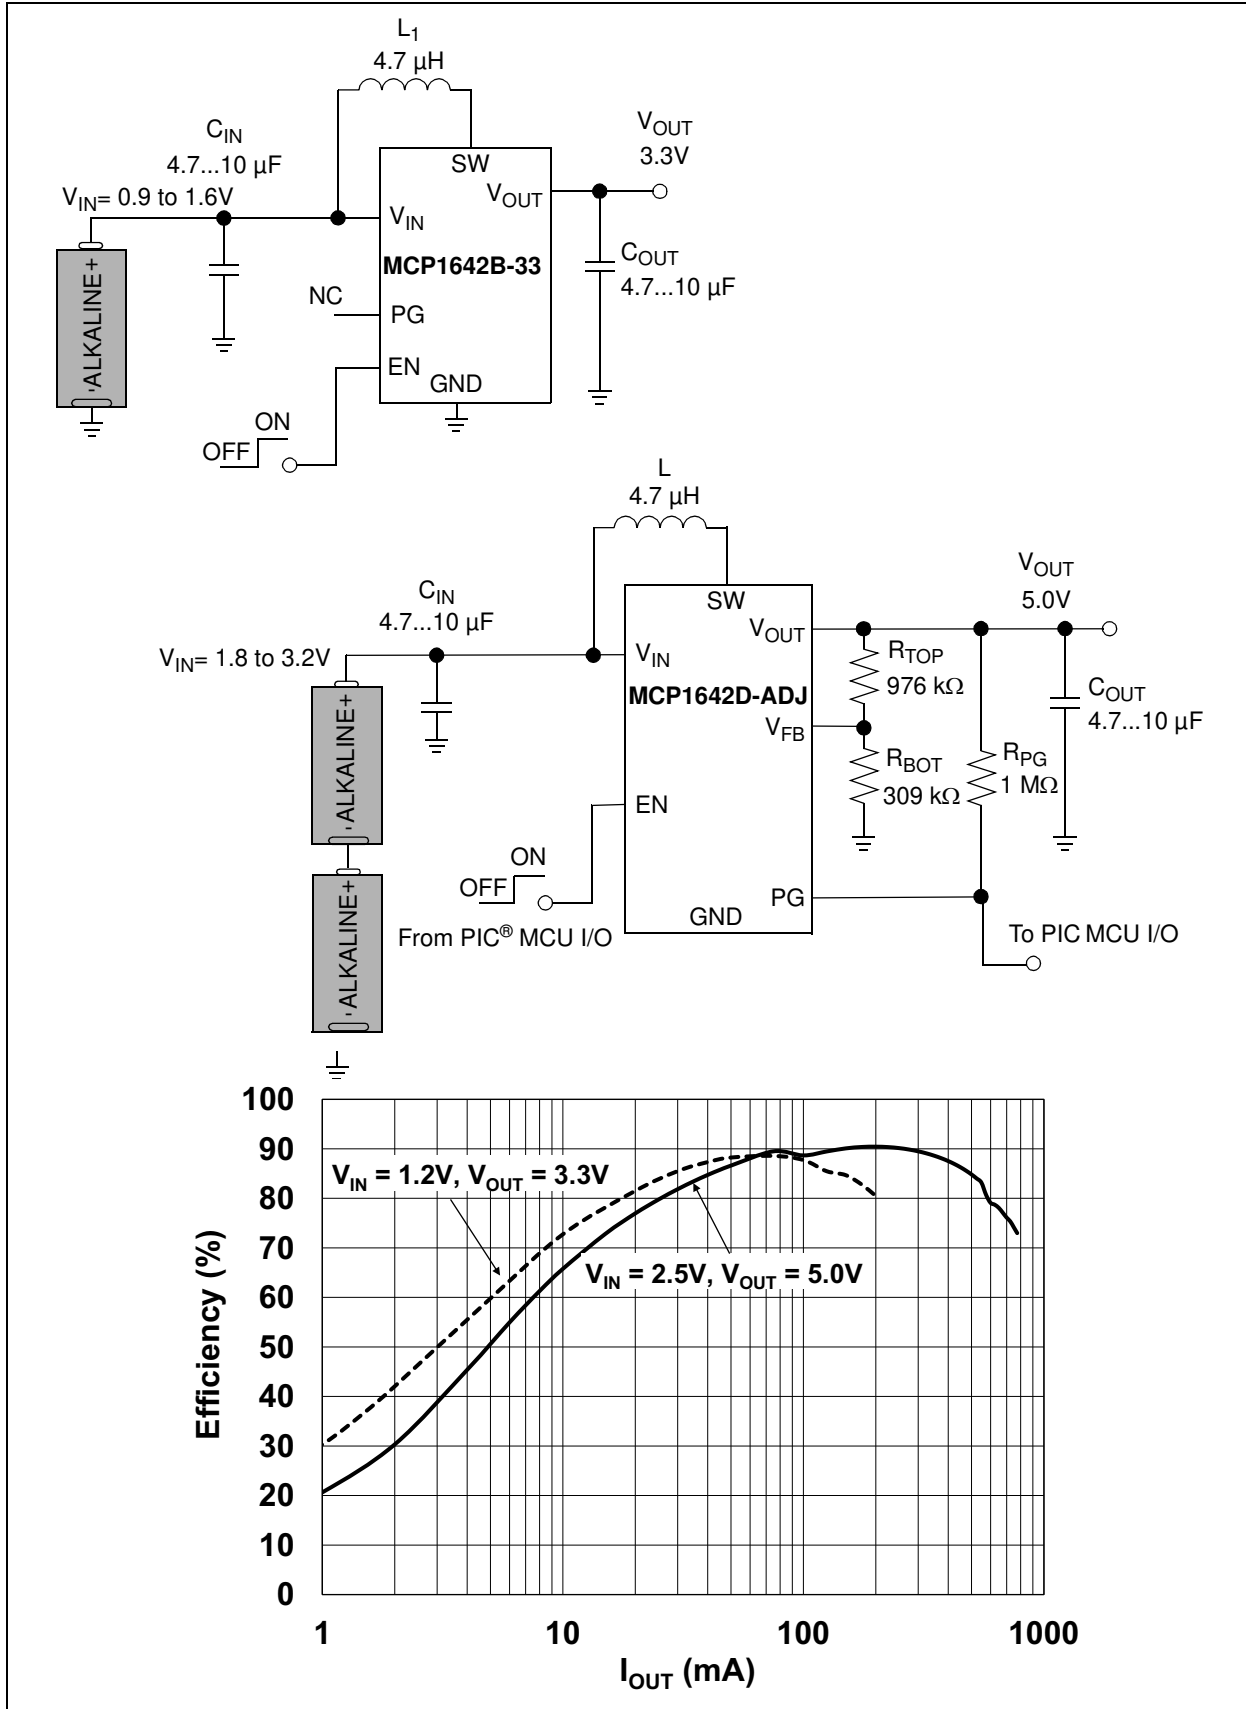 L1
4.7 µH
CIN
4.7...10 µF
VIN= 0.9 to 1.6V
VOUT
3.3V
SW
VOUT
VIN
MCP1642B-33
COUT
4.7...10 µF
NC
PG
EN
GND
- ALKALINE +
ON
OFF
L
4.7 µH
CIN
4.7...10 µF
VIN= 1.8 to 3.2V
VOUT
5.0V
SW
VOUT
VIN
RTOP
976 kΩ
MCP1642D-ADJ
COUT
4.7...10 µF
VFB
RBOT
309 kΩ
RPG
1 MΩ
EN
- ALKALINE +
- ALKALINE +
ON
OFF
PG
GND
From PIC® MCU I/O
To PIC MCU I/O
100
90
80
70
60
50
40
30
20
10
0
Efficiency (%)
VIN = 1.2V, VOUT = 3.3V
VIN = 2.5V, VOUT = 5.0V
1 10 100 1000
IOUT (mA)